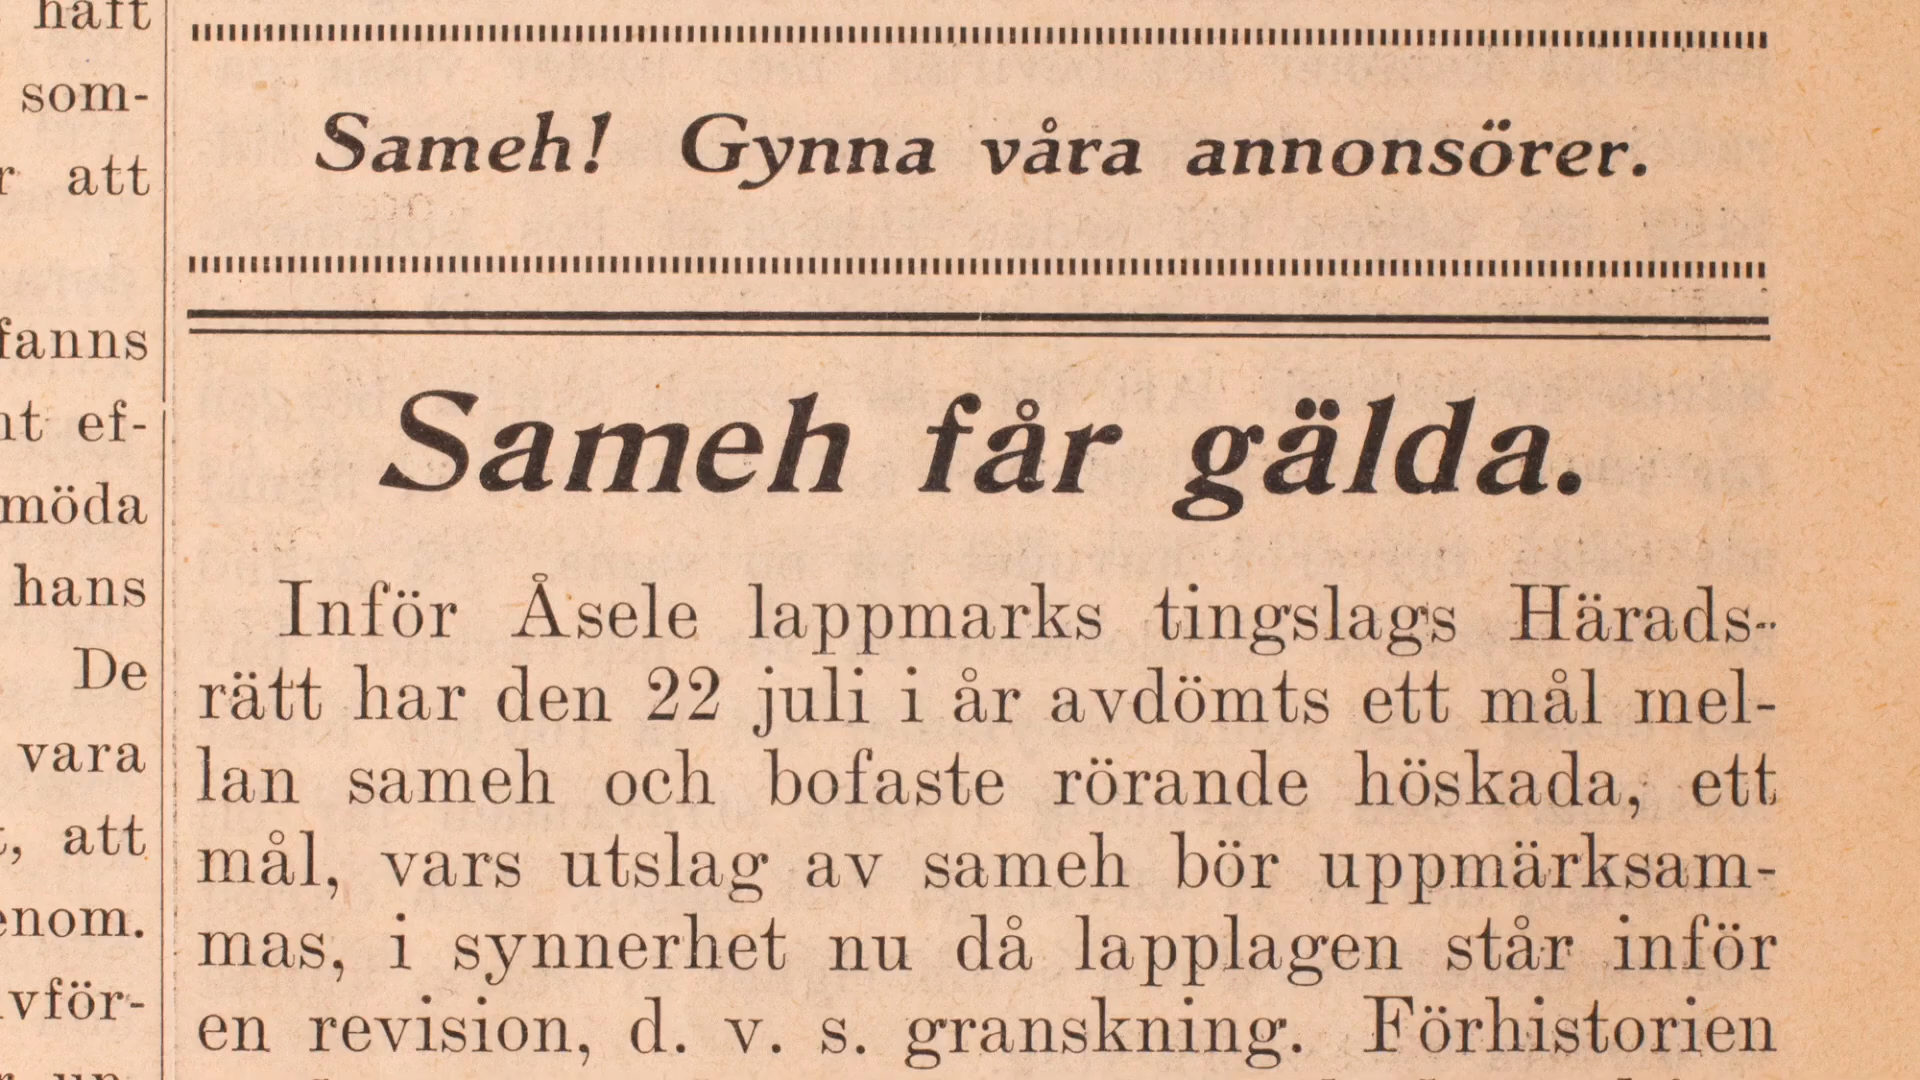 haft
som-
att
fanns
ef-
möda
hans
De
vara
att
vför-
Sameh! Gynna våra annonsörer.
Sameh får gälda.
Inför Åsele lappmarks tingslags Härads-
rätt har den 22 juli i år avdömts ett mål mel-
lan sameh och bofaste rörande höskada, ett
mål, vars utslag av sameh bör uppmärksam-
mas, i synnerhet nu då lapplagen står inför
en revision, d. v. s. granskning. Förhistorien